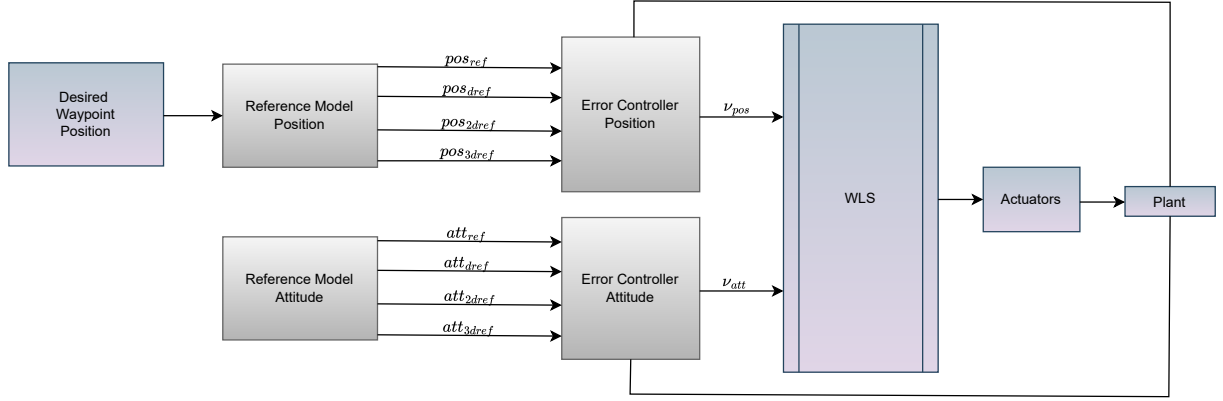 Desired
Waypoint
Position
Reference Model
Position
pos_ref
pos_dref
pos_2dref
pos_3dref
Error Controller
Position
ν_pos
Reference Model
Attitude
att_ref
att_dref
att_2dref
att_3dref
Error Controller
Attitude
ν_att
WLS
Actuators
Plant